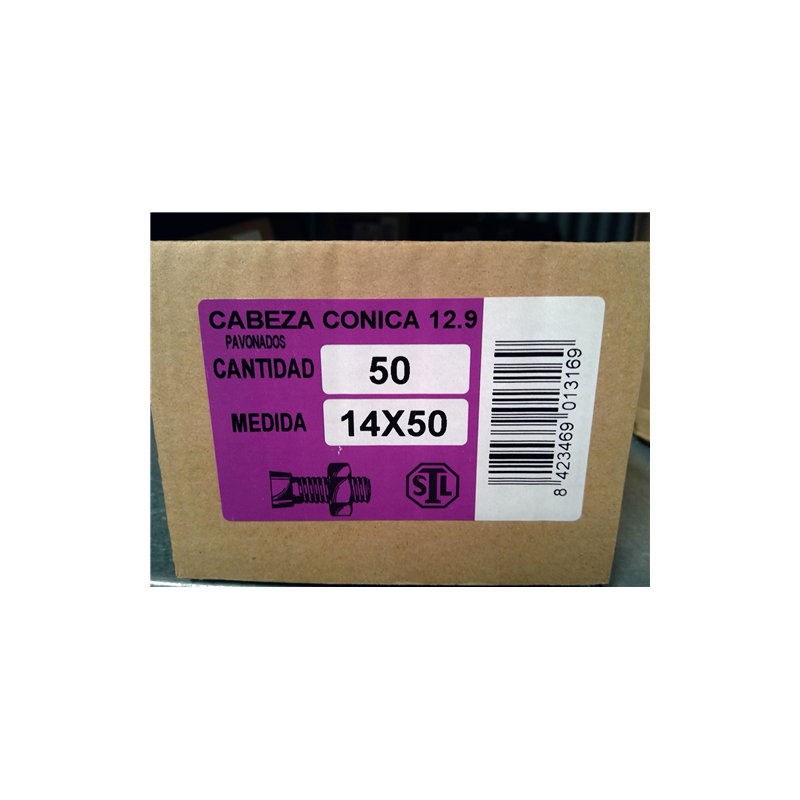 CABEZA CONICA 12.9
PAVONADOS
CANTIDAD 50
MEDIDA 14X50
STL
8 423469 013169